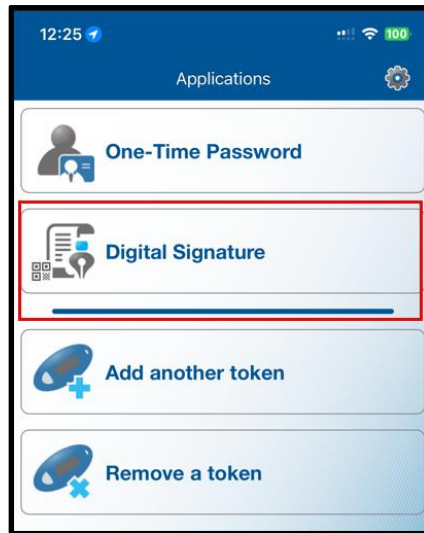 12:25
100
Applications
One-Time Password
Digital Signature
Add another token
Remove a token